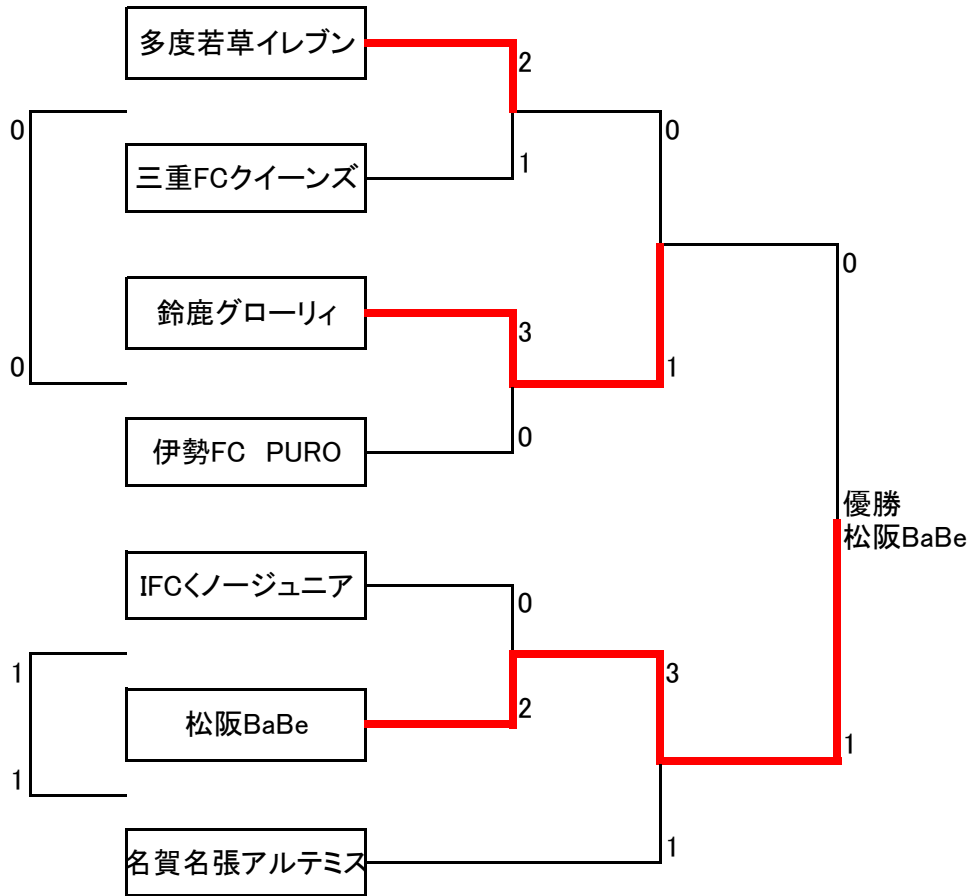 多度若草イレブン
2
0
0
三重FCクイーンズ
1
0
鈴鹿グローリィ
3
0
1
伊勢FC　PURO
0
優勝
松阪BaBe
IFCくノージュニア
0
1
3
松阪BaBe
2
1
1
名賀名張アルテミス
1